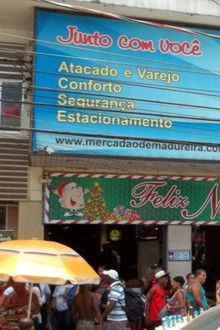 Junto com você
Atacado e Varejo
Conforto
Segurança
Estacionamento
www.mercadaodemadureira.com
Feliz